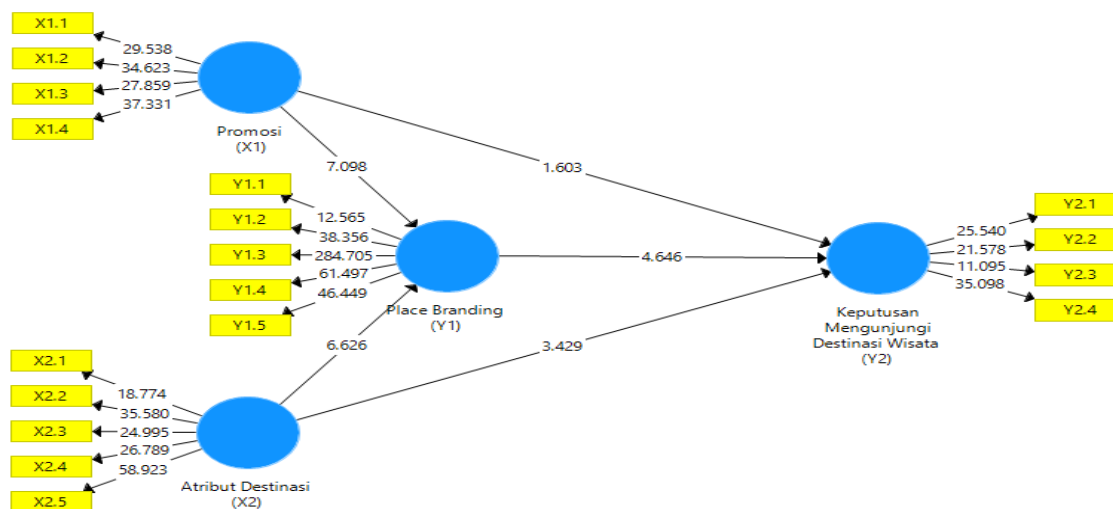 X1.1
X1.2
X1.3
X1.4
29.538
34.623
27.859
37.331
Promosi
(X1)
7.098
1.603
Y1.1
Y1.2
Y1.3
Y1.4
Y1.5
12.565
38.356
284.705
61.497
46.449
Place Branding
(Y1)
4.646
6.626
3.429
25.540
21.578
11.095
35.098
Y2.1
Y2.2
Y2.3
Y2.4
Keputusan
Mengunjungi
Destinasi Wisata
(Y2)
X2.1
X2.2
X2.3
X2.4
X2.5
18.774
35.580
24.995
26.789
58.923
Atribut Destinasi
(X2)